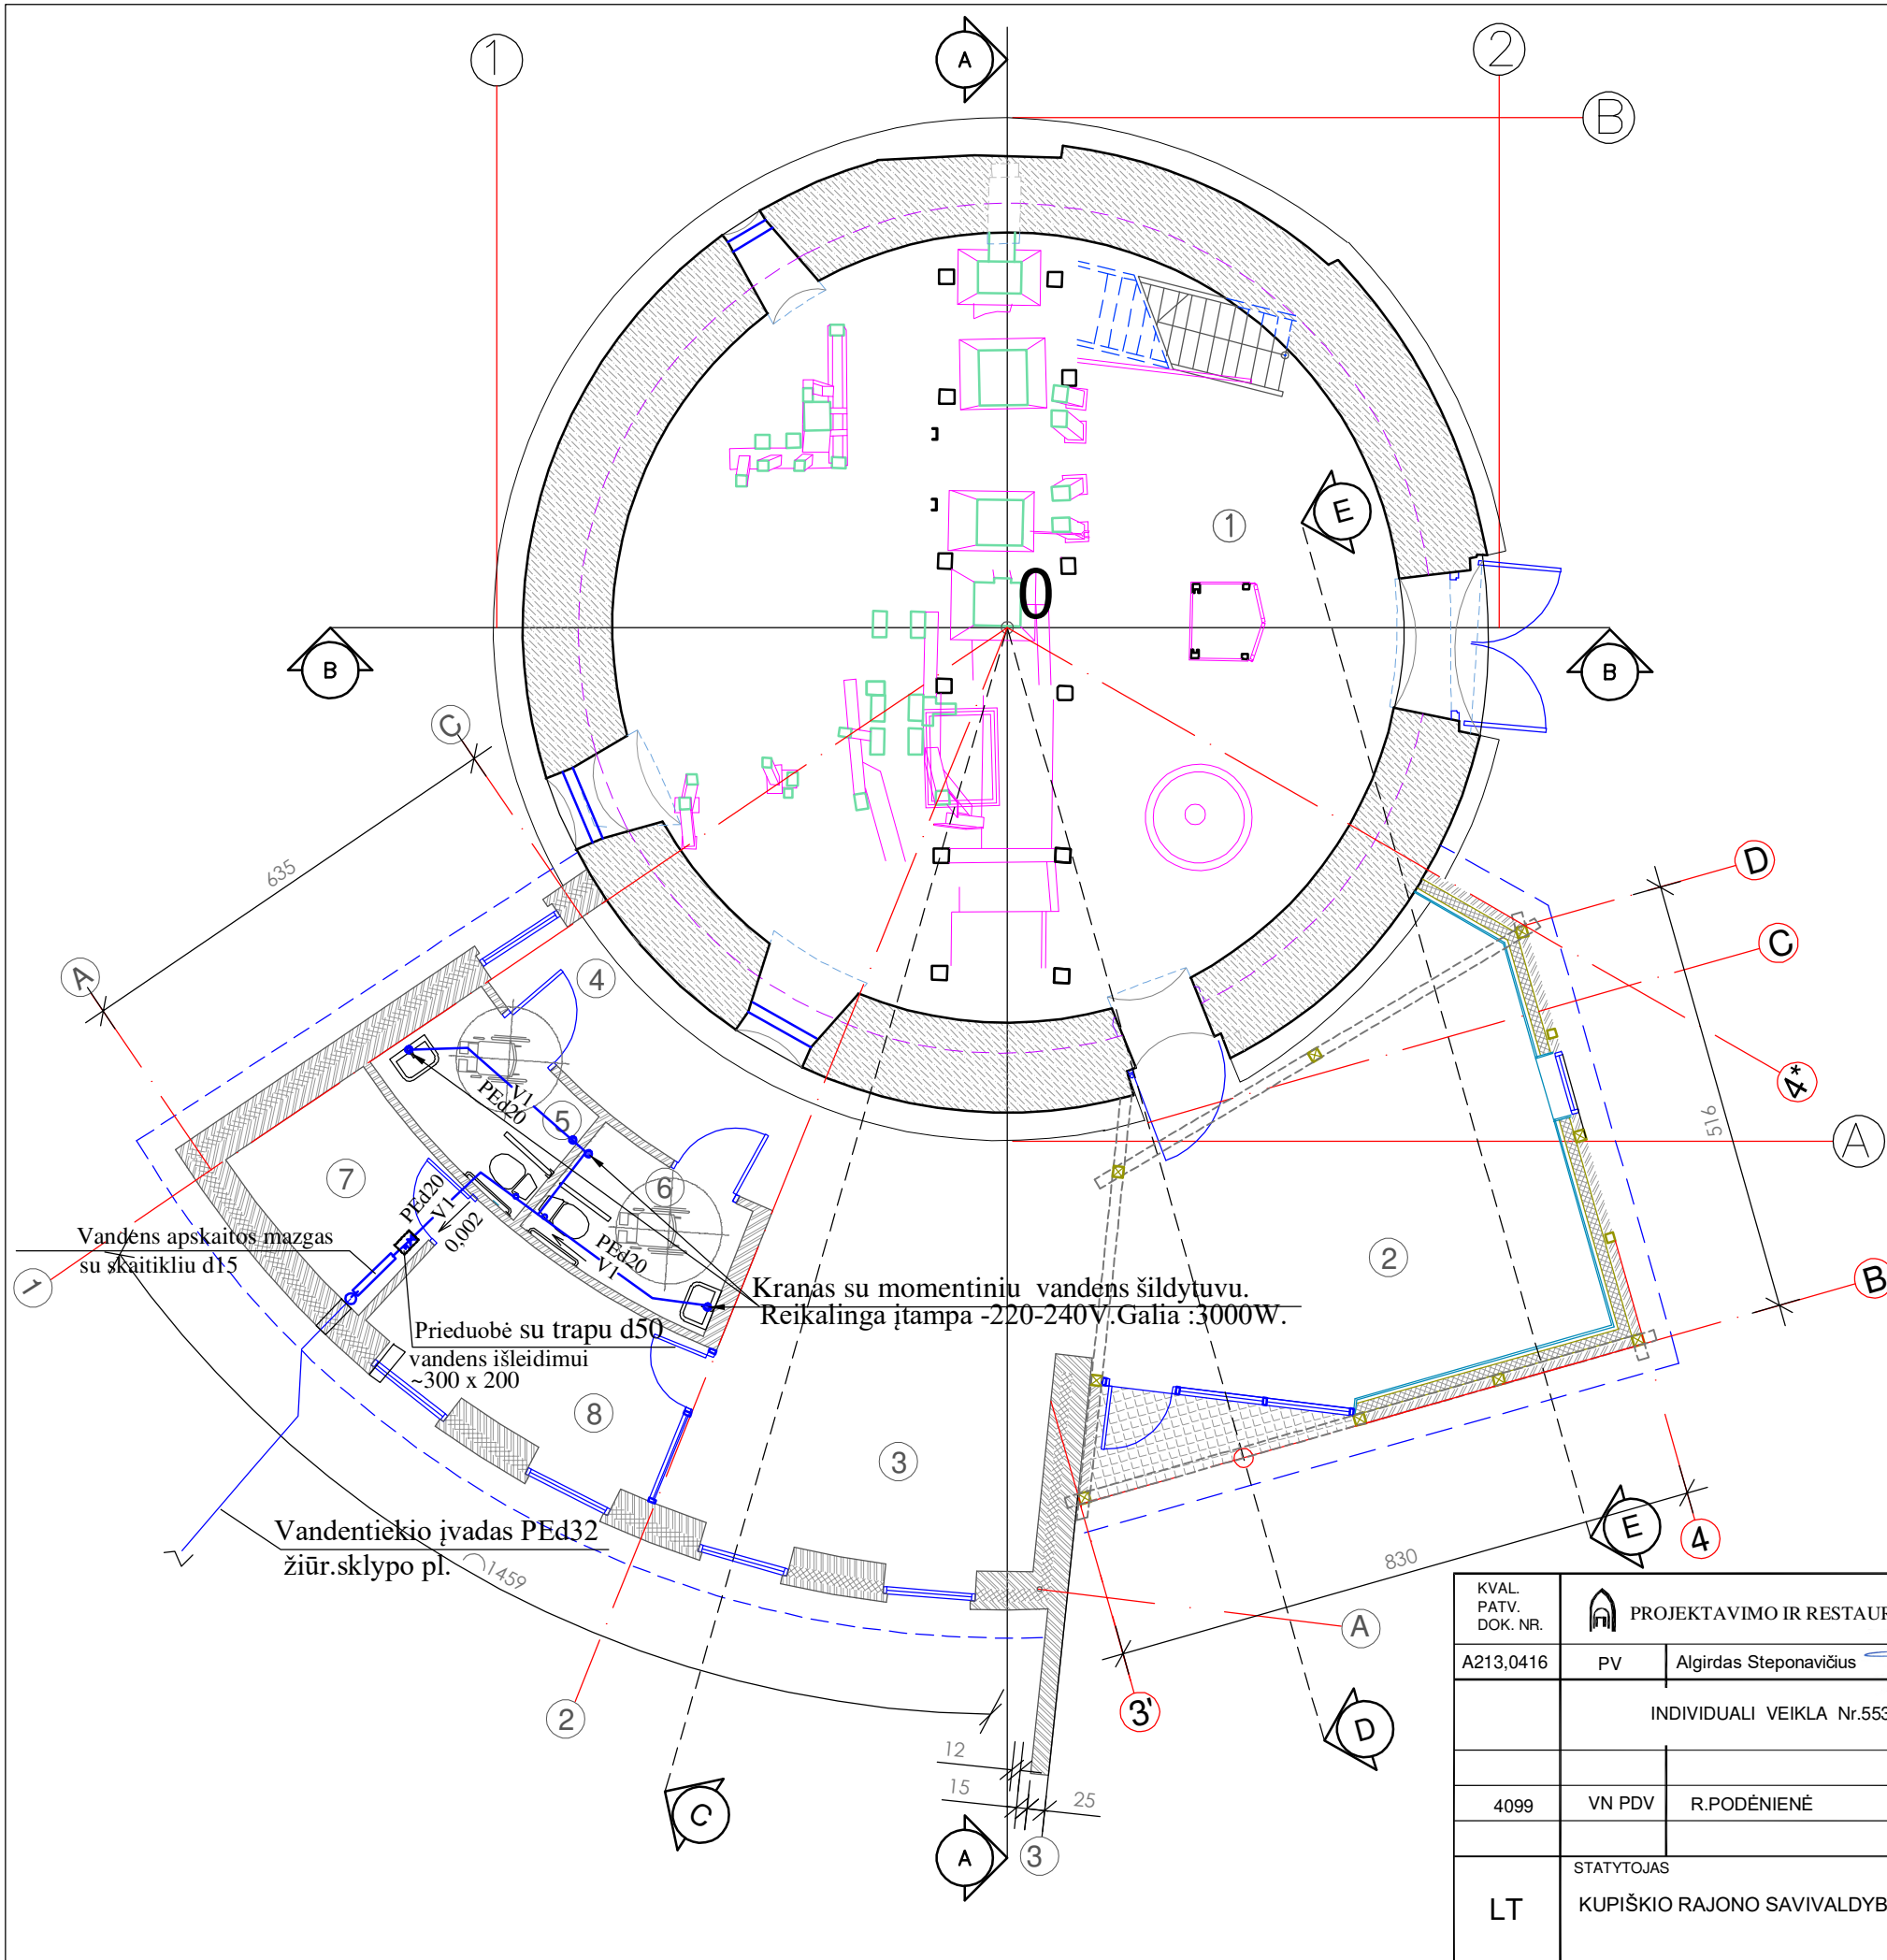 1
A
2
B
E
1
0
B
B
C
635
D
C
A
4
4*
516
A
V1
PEd20
5
6
7
PEd20
V1
0,002
Vandens apskaitos mazgas
su skaitikliu d15
1
PEd20
V1
2
B
Kranas su momentiniu vandens šildytuvu.
Reikalinga įtampa -220-240V.Galia :3000W.
Prieduobė su trapu d50
vandens išleidimui
~300 x 200
8
3
Vandentiekio įvadas PEd32
žiūr.sklypo pl.
1459
E
4
830
A
2
3'
D
12
15
25
C
A
3
KVAL.
PATV.
DOK. NR.
PROJEKTAVIMO IR RESTAUR
A213,0416
PV
Algirdas Steponavičius
INDIVIDUALI VEIKLA Nr.553
4099
VN PDV
R.PODĖNIENĖ
STATYTOJAS
LT
KUPIŠKIO RAJONO SAVIVALDYB